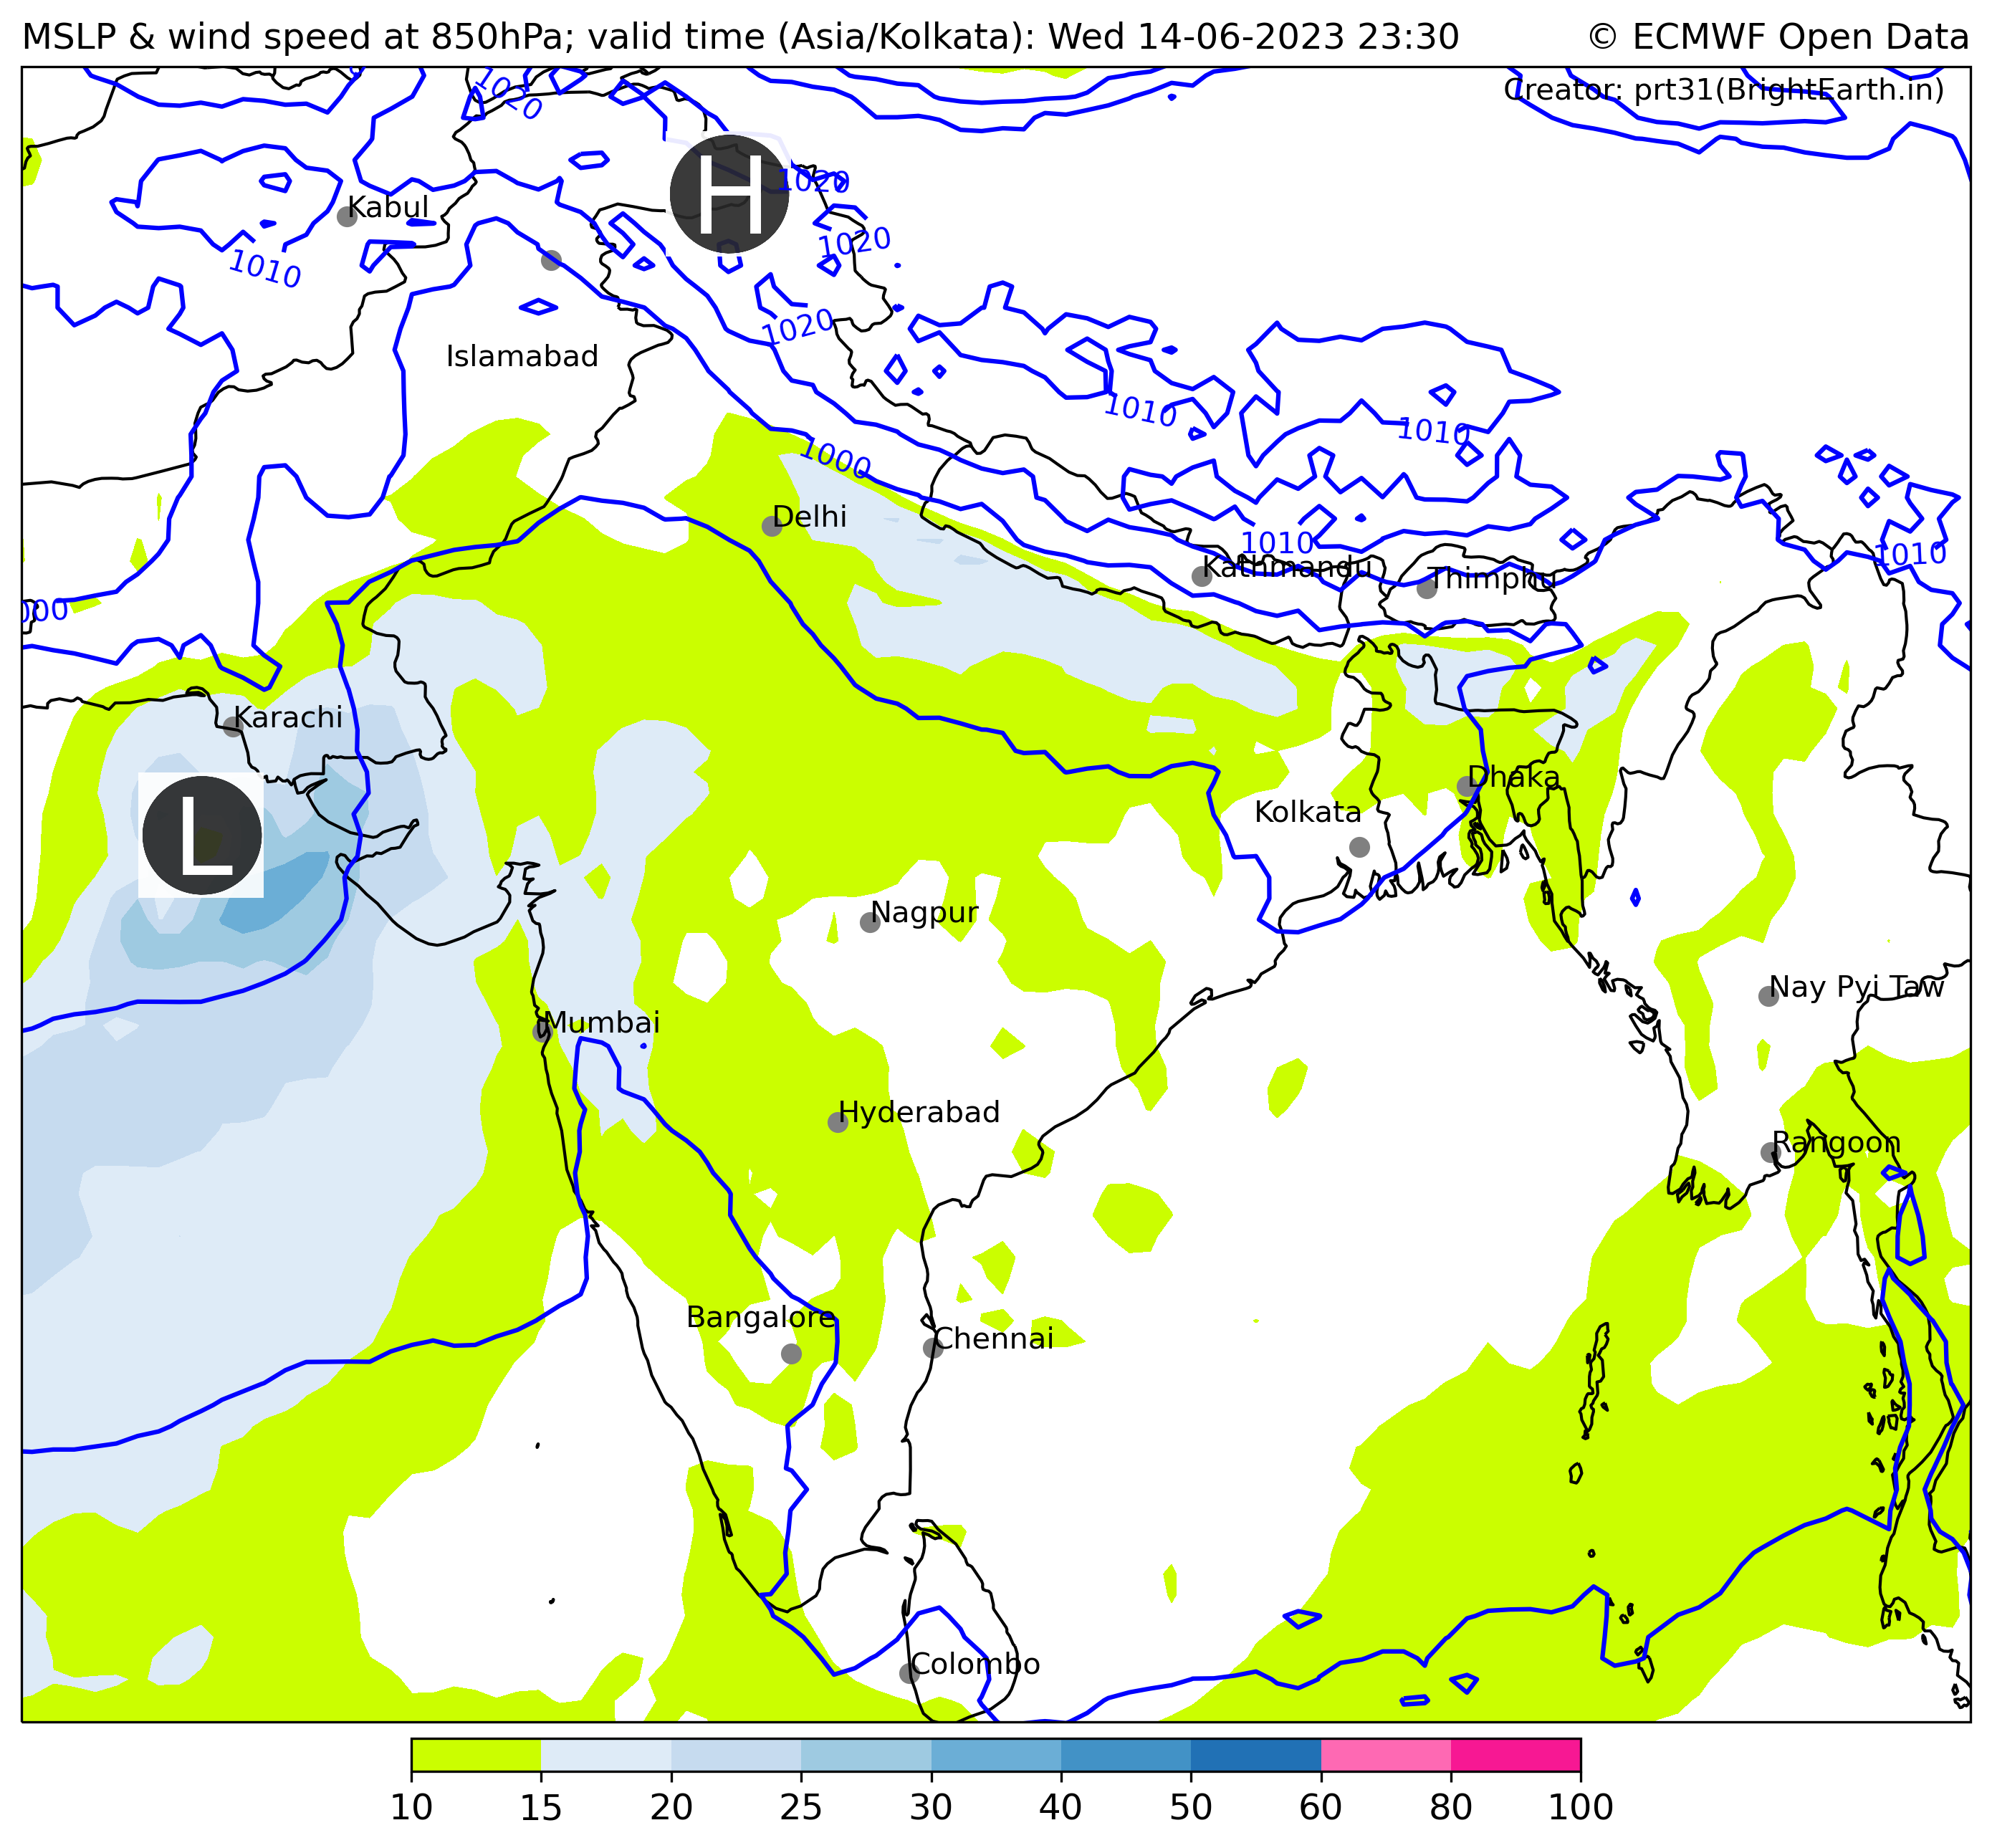 MSLP & wind speed at 850hPa; valid time (Asia/Kolkata): Wed 14-06-2023 23:30
© ECMWF Open Data
Creator: prt31(BrightEarth.in)
1020
H
1020
Kabul
1020
1010
1020
Islamabad
1010
1010
1000
Delhi
1010
1010
Kathmandu
Thimphu
Karachi
Dhaka
L
Kolkata
Nagpur
Nay Pyi Taw
Mumbai
Hyderabad
Rangoon
Bangalore
Chennai
Colombo
10 15 20 25 30 40 50 60 80 100